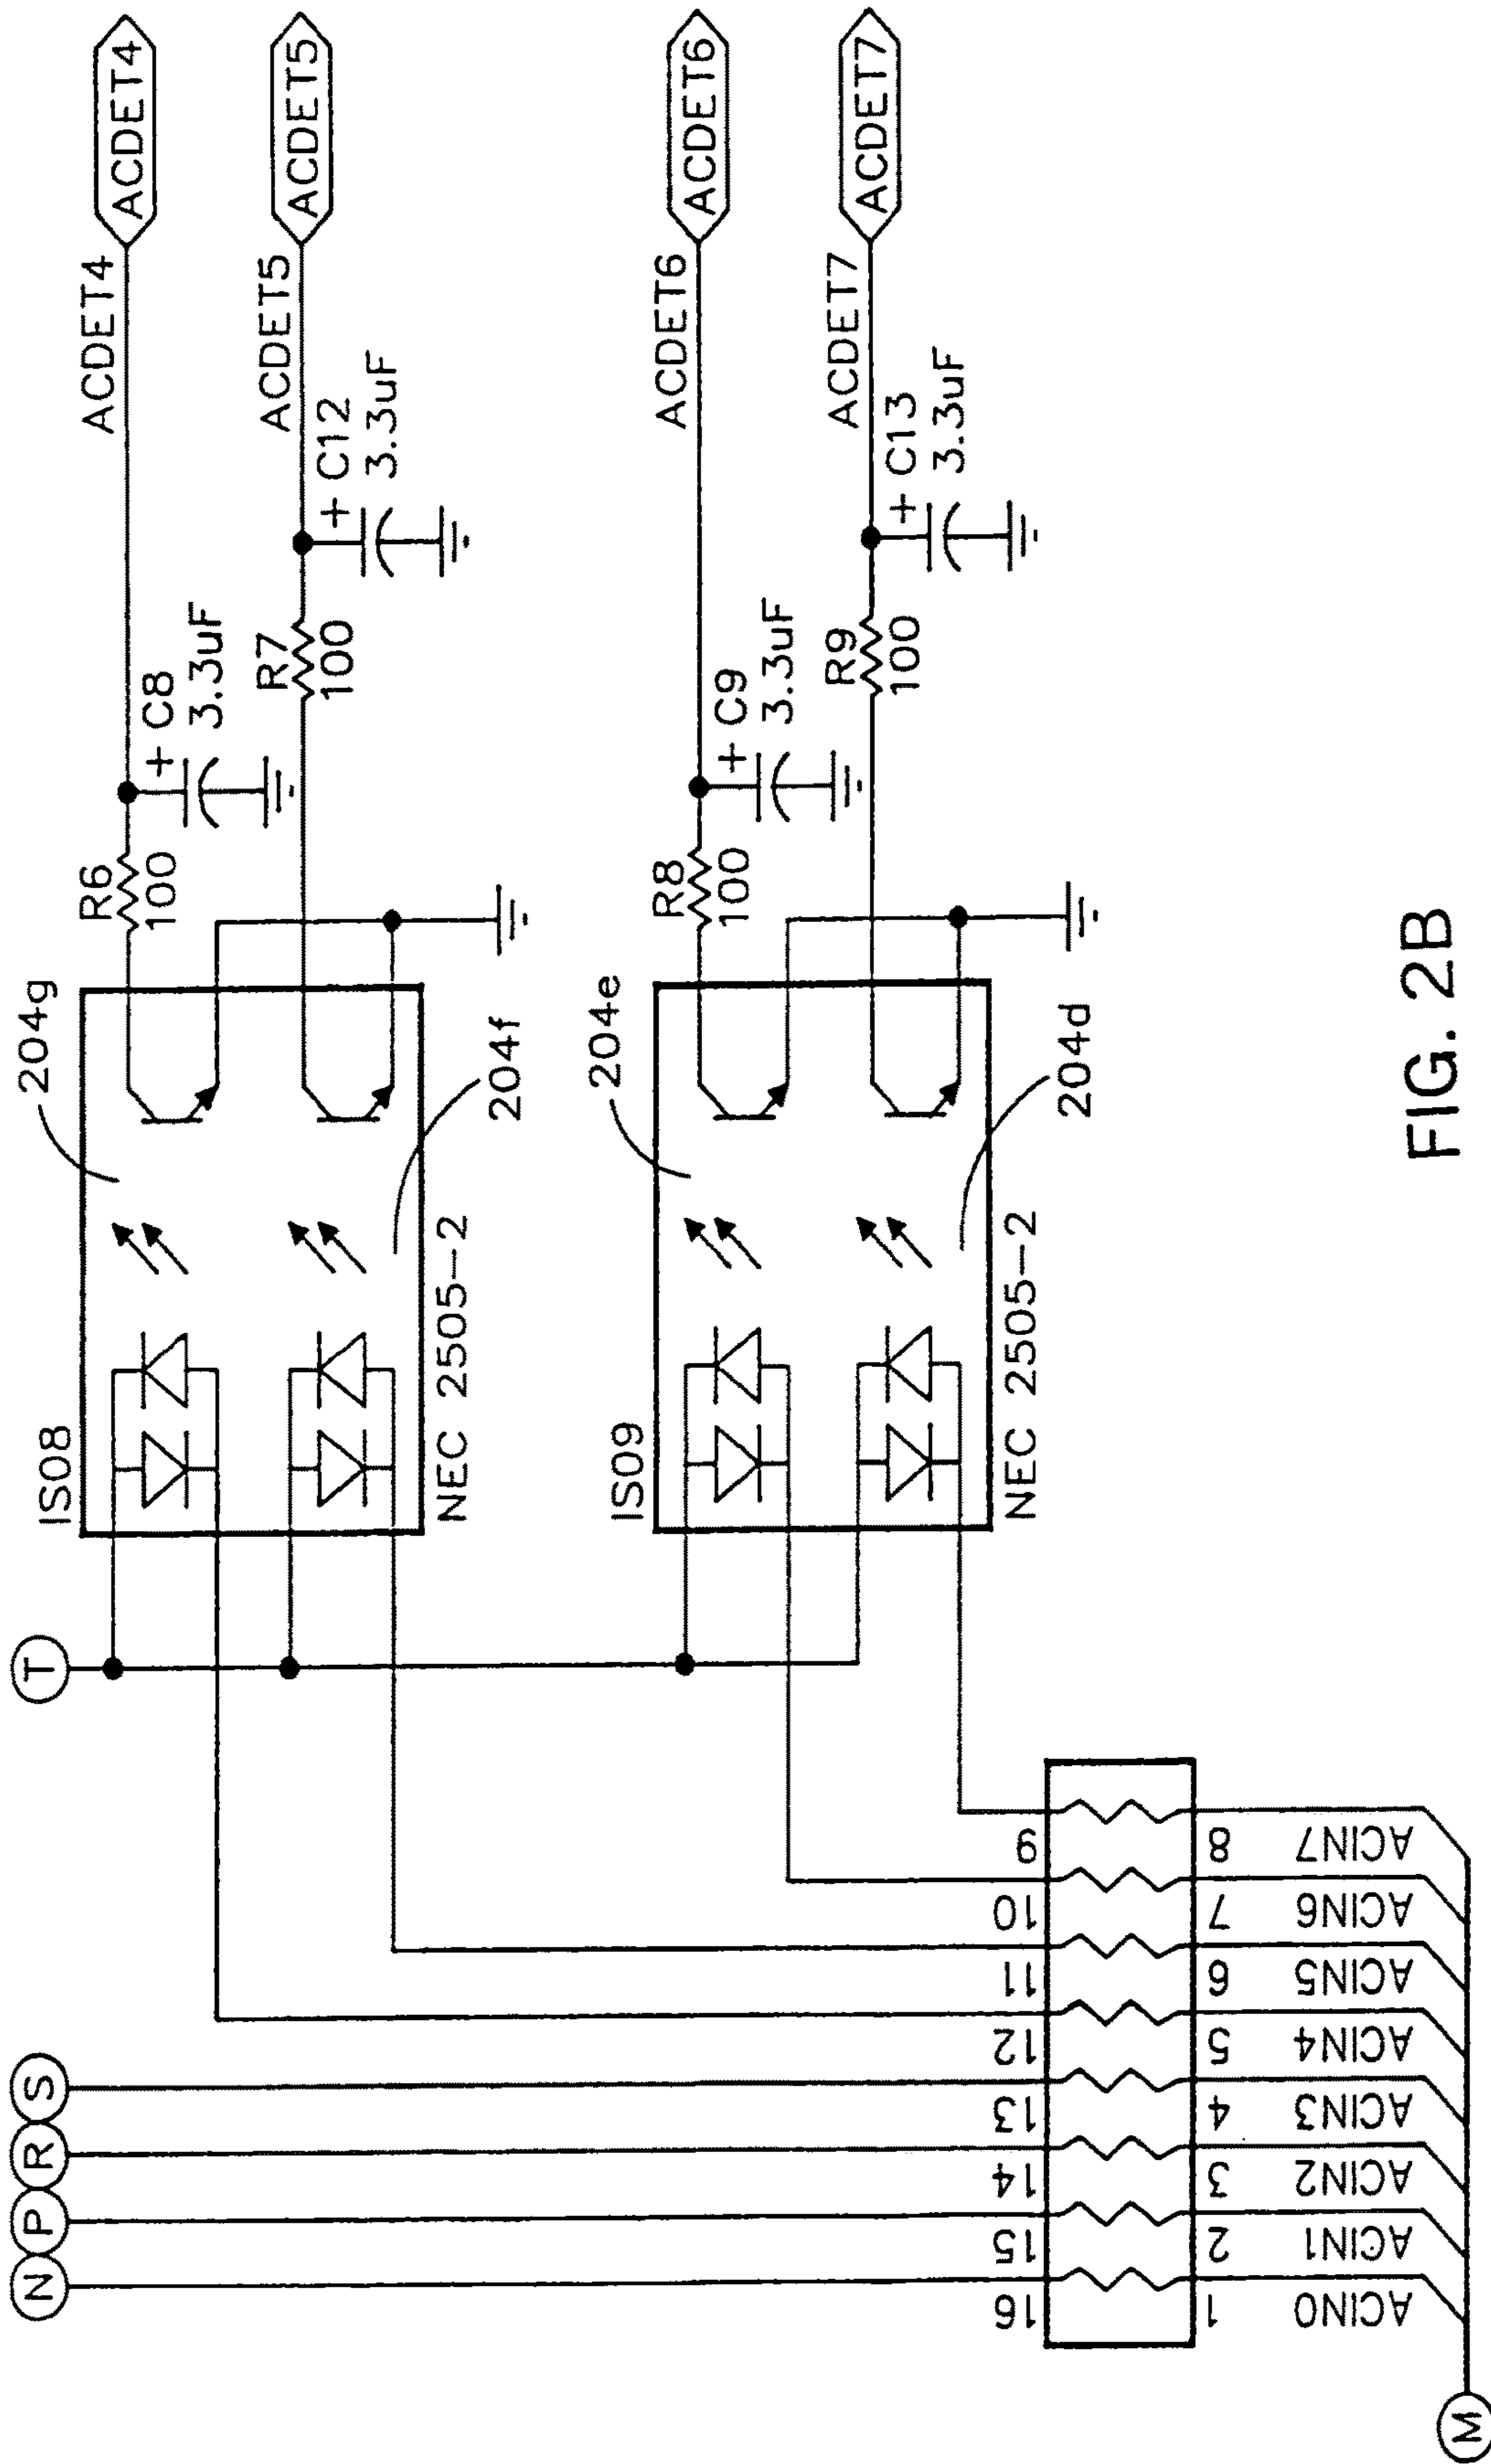 N
P
R
S
T
IS08
204g
R6
100
+ C8
3.3uF
ACDET4
ACDET4
NEC 2505-2
204f
R7
100
+ C12
3.3uF
ACDET5
ACDET5
IS09
204e
R8
100
+ C9
3.3uF
ACDET6
ACDET6
NEC 2505-2
204d
R9
100
+ C13
3.3uF
ACDET7
ACDET7
16
15
14
13
12
11
10
9
1
2
3
4
5
6
7
8
ACIN0
ACIN1
ACIN2
ACIN3
ACIN4
ACIN5
ACIN6
ACIN7
M
FIG. 2B